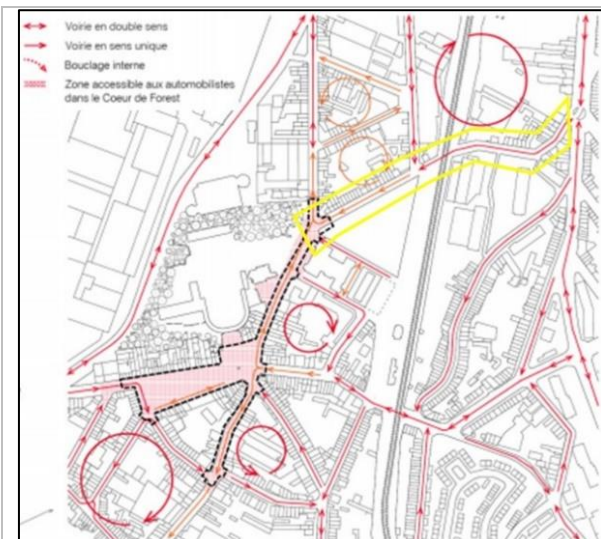 Voirie en double sens
Voirie en sens unique
Bouclage interne
Zone accessible aux automobilistes
dans le Coeur de Forest